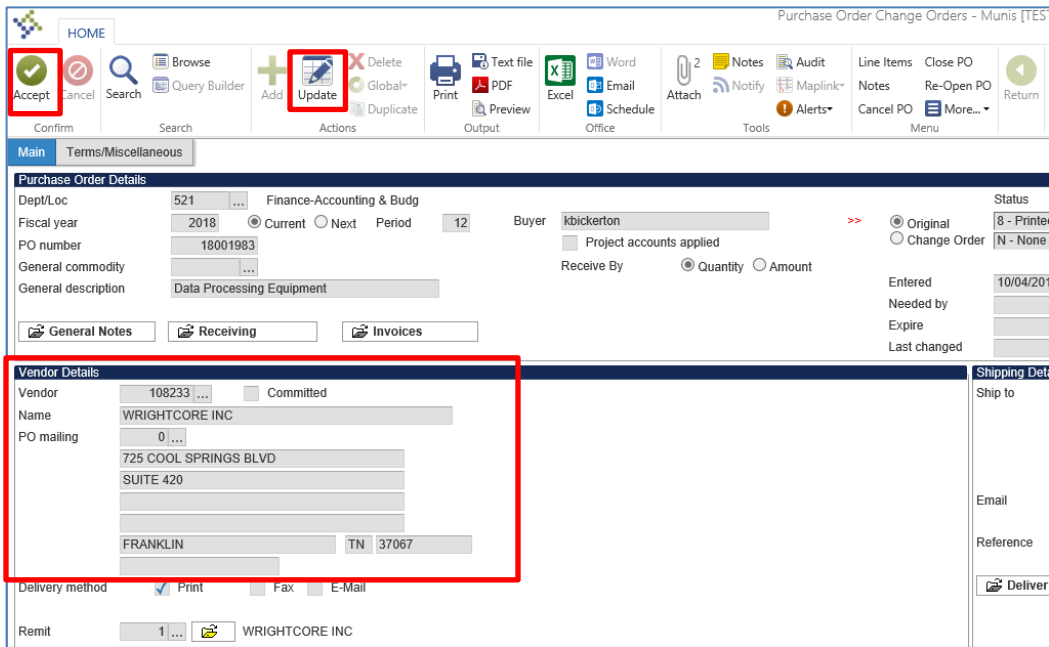 Purchase Order Change Orders - Munis [TEST
HOME
Accept
Cancel
Search
Browse
Query Builder
Add
Update
Delete
Global
Duplicate
Print
Text file
PDF
Preview
Excel
Word
Email
Schedule
Attach
2
Notes
Notify
Audit
Maplink
Alerts
Line Items
Notes
Cancel PO
Close PO
Re-Open PO
More...
Return
Confirm Search Actions Output Office Tools Menu
Main Terms/Miscellaneous
Purchase Order Details
Dept/Loc 521 ... Finance-Accounting & Budg
Status
Fiscal year 2018 Current Next Period 12 Buyer kbickerton >> Original 8 - Printed
PO number 18001983 Project accounts applied Change Order N - None
General commodity ... Receive By Quantity Amount
General description Data Processing Equipment
Entered 10/04/201
Needed by
Expire
Last changed
General Notes Receiving Invoices
Vendor Details
Vendor 108233 ... Committed
Name WRIGHTCORE INC
PO mailing 0 ...
725 COOL SPRINGS BLVD
SUITE 420
FRANKLIN TN 37067
Delivery method Print Fax E-Mail
Remit 1 ... WRIGHTCORE INC
Shipping Deta
Ship to
Email
Reference
Deliver